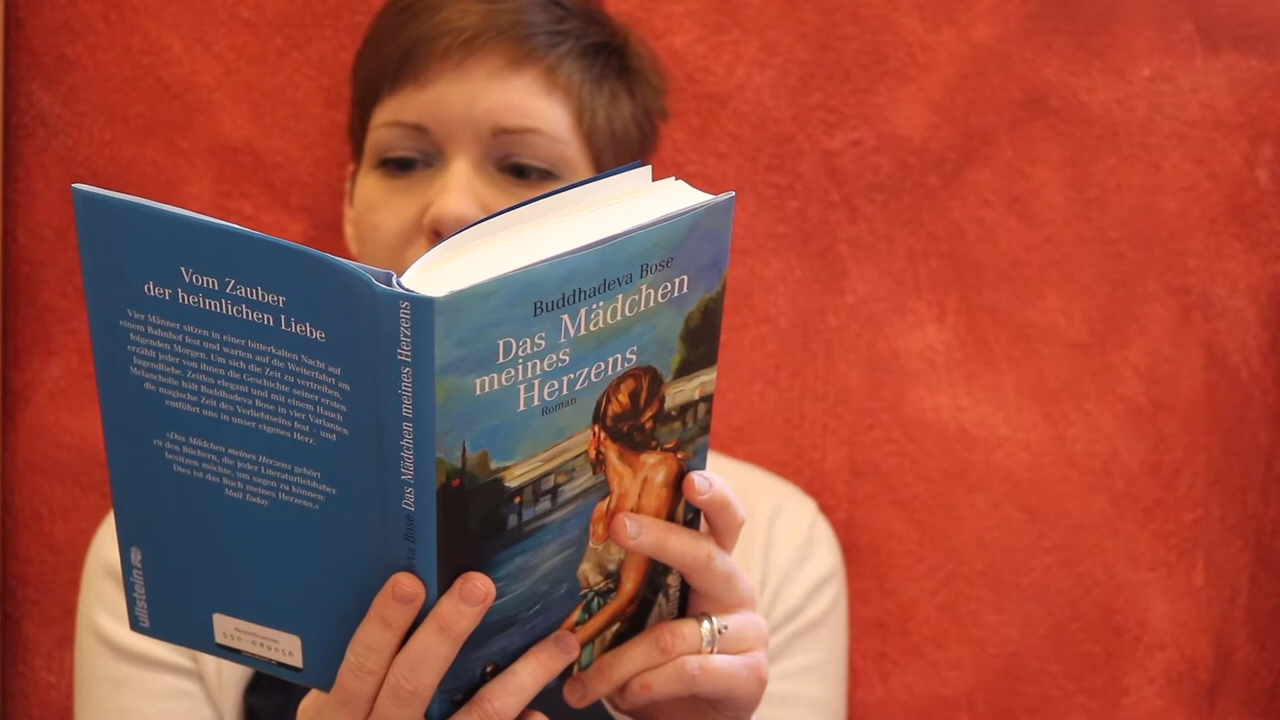 Vom Zauber
der heimlichen Liebe
Vier Männer sitzen in einer bitterkalten Nacht auf
einem Bahnhof fest und warten auf die Weiterfahrt am
folgenden Morgen. Um sich die Zeit zu vertreiben,
erzählt jeder von ihnen die Geschichte seiner ersten
Jugendliebe. Zeitlos elegant und mit einem Hauch
Melancholie hält Buddhadeva Bose in vier Varianten
die magische Zeit des Verliebtseins fest – und
entführt uns in unser eigenes Herz.
»Das Mädchen meines Herzens gehört
zu den Büchern, die jeder Literaturliebhaber
besitzen möchte, um sagen zu können:
Dies ist das Buch meines Herzens.«
Mail Today
ullstein
550-689056
eva Bose Das Mädchen meines Herzens
Buddhadeva Bose
Das Mädchen
meines
Herzens
Roman